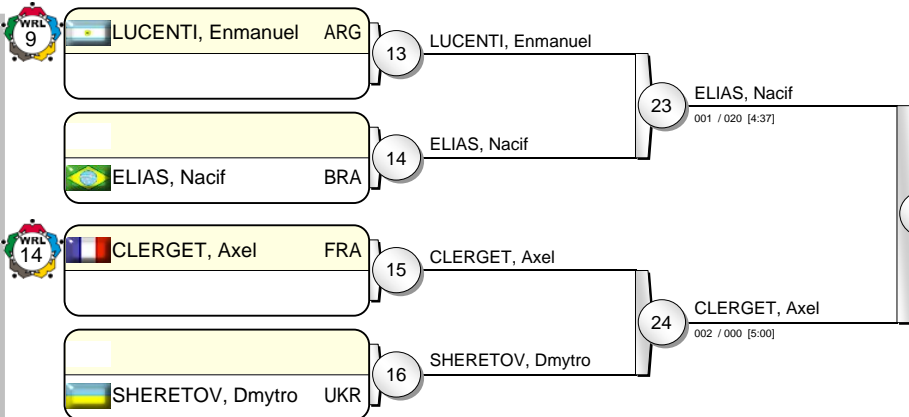 WRL
9
LUCENTI, Enmanuel ARG
13
LUCENTI, Enmanuel
23
ELIAS, Nacif
001 / 020 [4:37]
14
ELIAS, Nacif
ELIAS, Nacif BRA
WRL
14
CLERGET, Axel FRA
15
CLERGET, Axel
24
CLERGET, Axel
002 / 000 [5:00]
16
SHERETOV, Dmytro
SHERETOV, Dmytro UKR